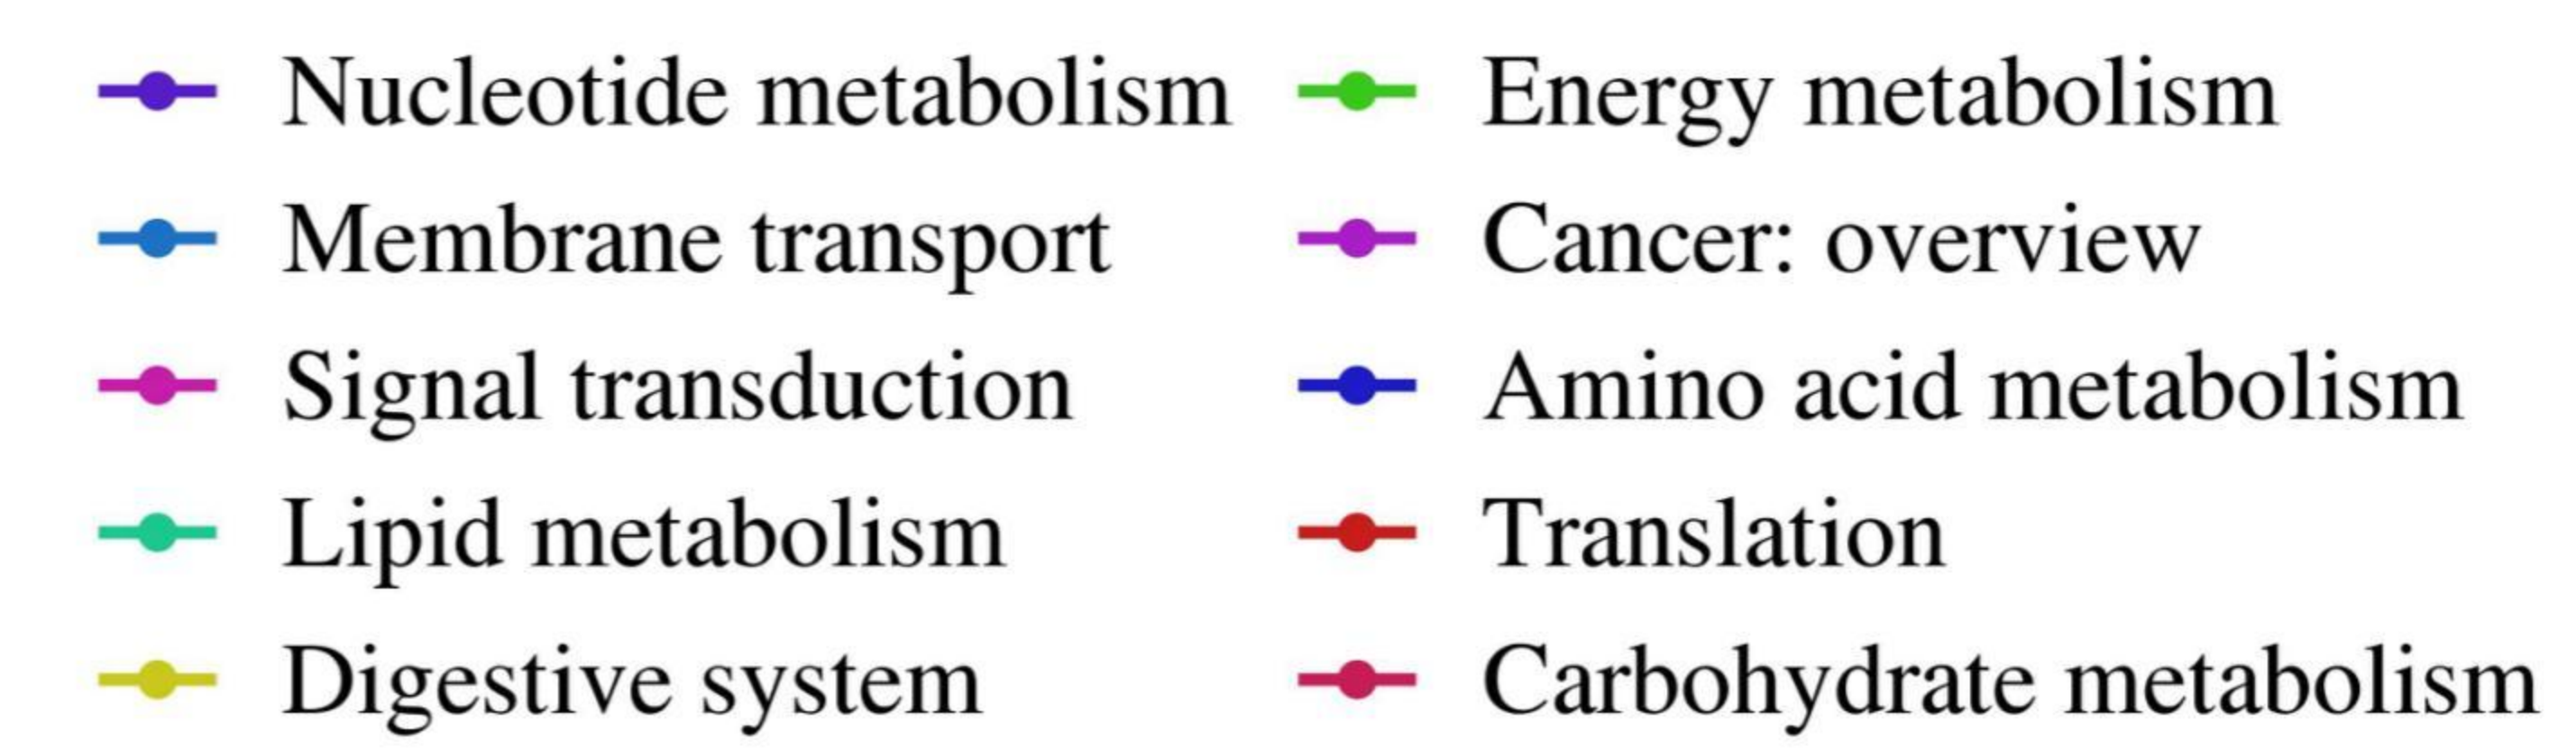 Nucleotide metabolism
Membrane transport
Signal transduction
Lipid metabolism
Digestive system
Energy metabolism
Cancer: overview
Amino acid metabolism
Translation
Carbohydrate metabolism